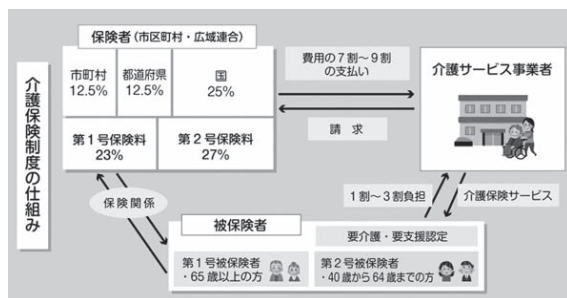 介護保険制度の仕組み
保険者（市区町村・広域連合）
市町村
12.5%
都道府県
12.5%
国
25%
第1号保険料
23%
第2号保険料
27%
費用の7割～9割
の支払い
請求
介護サービス事業者
保険関係
1割～3割負担
介護保険サービス
被保険者
要介護・要支援認定
第1号被保険者
・65歳以上の方
第2号被保険者
・40歳から64歳までの方